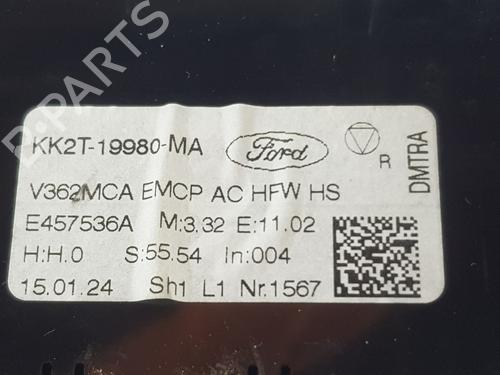 KK2T-19980-MA Ford R
V362MCA EMCP AC HFW HS
E457536A M:3.32 E:11.02
H:H.0 S:55.54 In:004
15.01.24 Sh1 L1 Nr.1567
DMTRA
B-PARTS